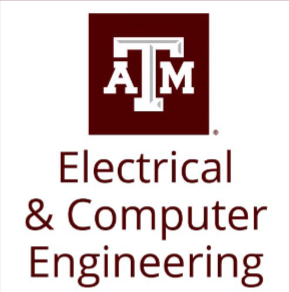 ATM
®
Electrical
& Computer
Engineering